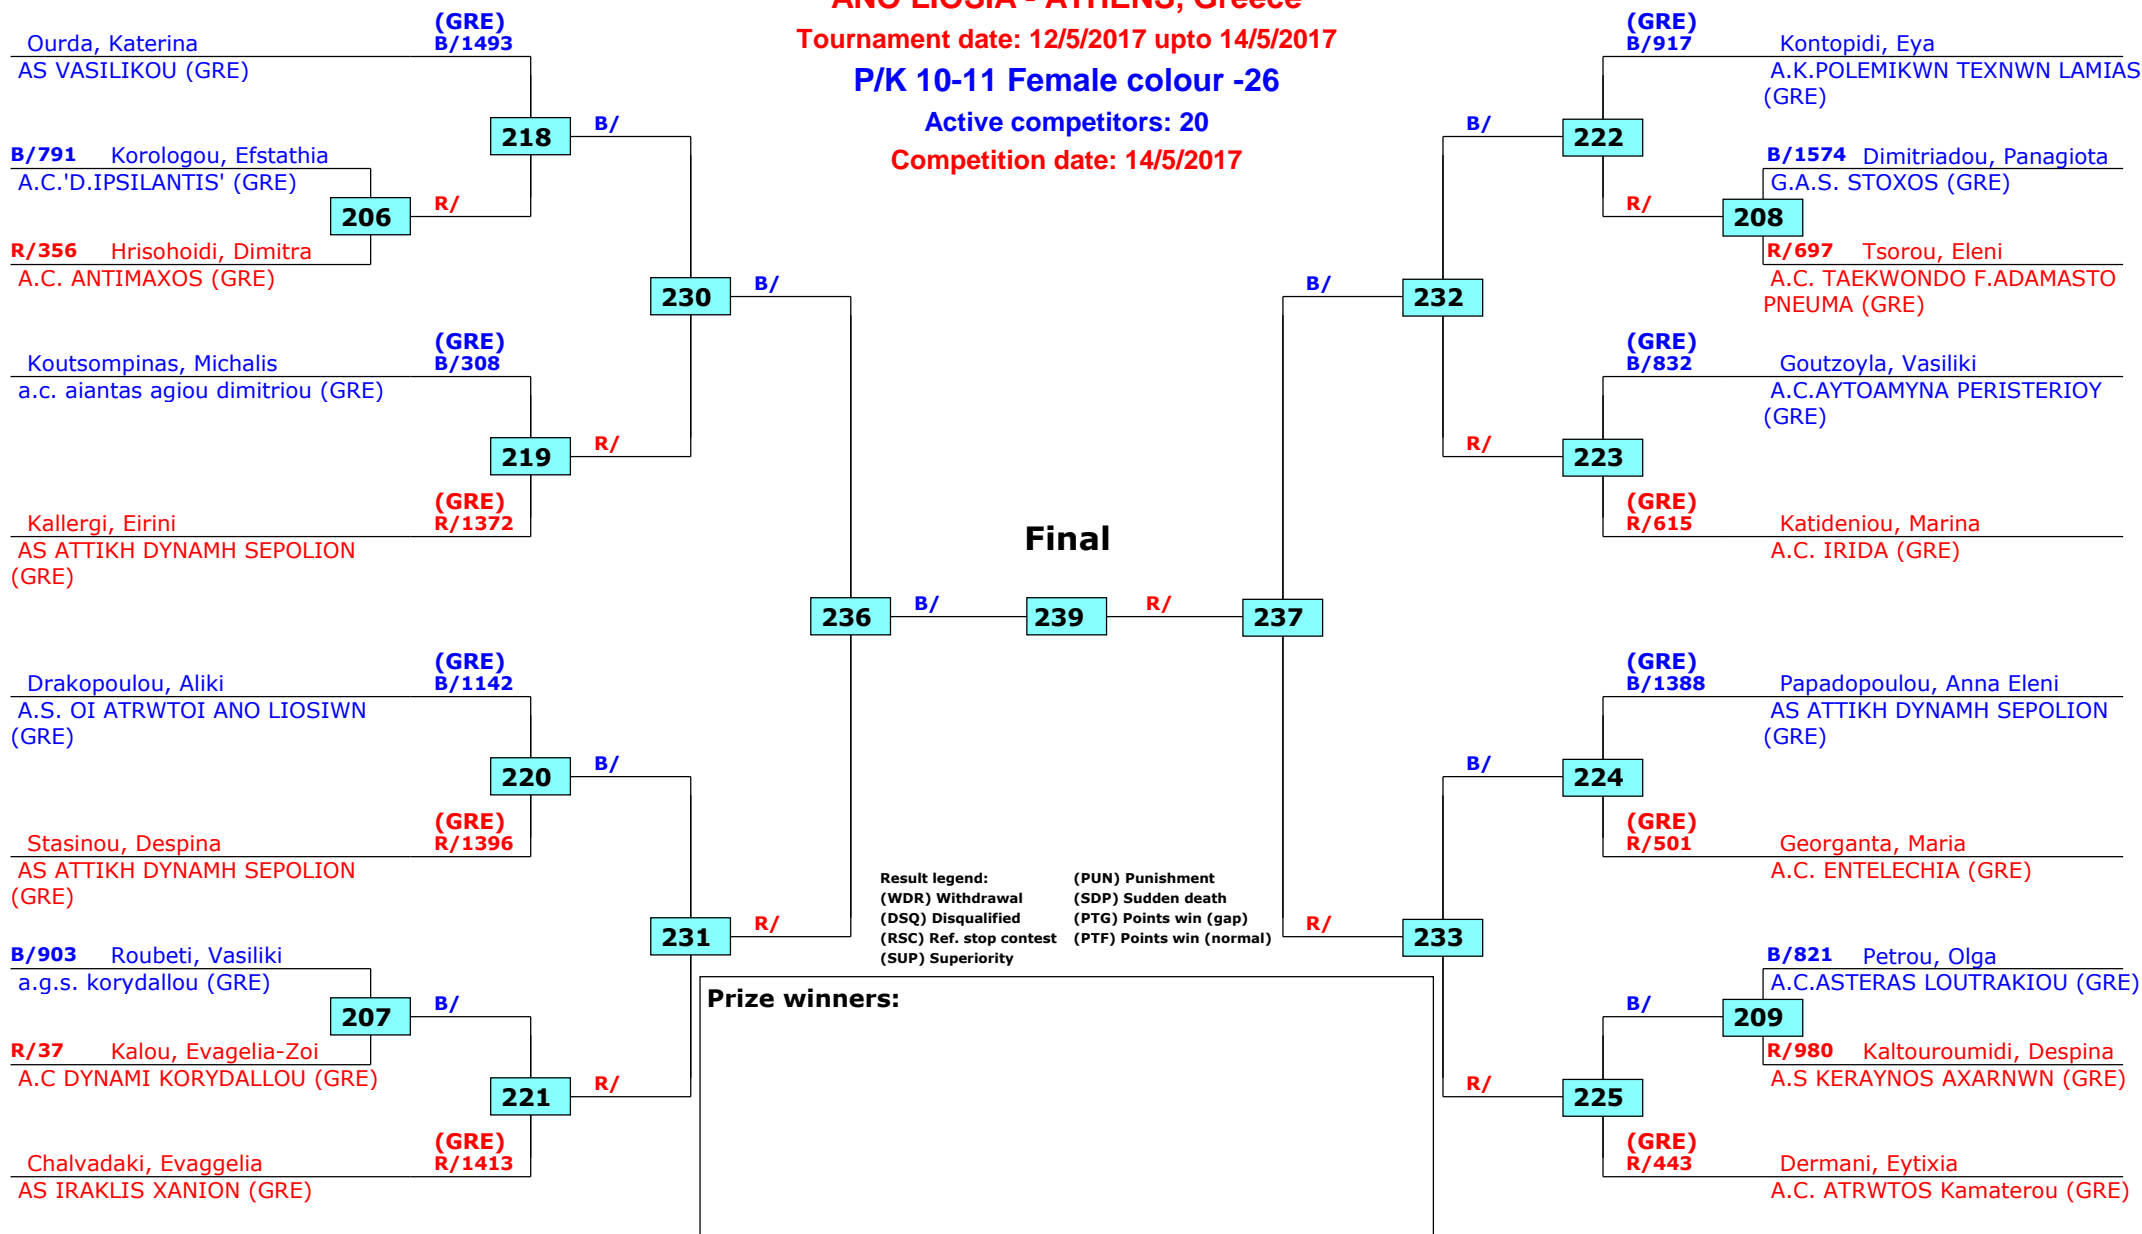 ANO LIOSIA - ATHENS, Greece
Tournament date: 12/5/2017 upto 14/5/2017
P/K 10-11 Female colour -26
Active competitors: 20
Competition date: 14/5/2017
(GRE)
Ourda, Katerina B/1493
AS VASILIKOU (GRE)
218
B/
B/791 Korologou, Efstathia
A.C.'D.IPSILANTIS' (GRE)
206
R/
R/356 Hrisohoidi, Dimitra
A.C. ANTIMAXOS (GRE)
230
B/
(GRE)
Koutsompinas, Michalis B/308
a.c. aiantas agiou dimitriou (GRE)
219
R/
(GRE)
Kallergi, Eirini R/1372
AS ATTIKH DYNAMH SEPOLION
(GRE)
236
B/
(GRE)
Drakopoulou, Aliki B/1142
A.S. OI ATRWTOI ANO LIOSIWN
(GRE)
220
B/
(GRE)
Stasinou, Despina R/1396
AS ATTIKH DYNAMH SEPOLION
(GRE)
231
R/
B/903 Roubeti, Vasiliki
a.g.s. korydallou (GRE)
207
B/
R/37 Kalou, Evagelia-Zoi
A.C DYNAMI KORYDALLOU (GRE)
221
R/
(GRE)
Chalvadaki, Evaggelia R/1413
AS IRAKLIS XANION (GRE)
Final
239
R/
237
(GRE)
B/917 Kontopidi, Eya
A.K.POLEMIKWN TEXNWN LAMIAS
(GRE)
B/
222
B/1574 Dimitriadou, Panagiota
G.A.S. STOXOS (GRE)
R/
208
R/697 Tsorou, Eleni
A.C. TAEKWONDO F.ADAMASTO
PNEUMA (GRE)
B/
232
(GRE)
B/832 Goutzoyla, Vasiliki
A.C.AYTOAMYNA PERISTERIOY
(GRE)
R/
223
(GRE)
R/615 Katideniou, Marina
A.C. IRIDA (GRE)
(GRE)
B/1388 Papadopoulou, Anna Eleni
AS ATTIKH DYNAMH SEPOLION
(GRE)
B/
224
(GRE)
R/501 Georganta, Maria
A.C. ENTELECHIA (GRE)
R/
233
B/821 Petrou, Olga
A.C.ASTERAS LOUTRAKIOU (GRE)
B/
209
R/980 Kaltouroumidi, Despina
A.S KERAYNOS AXARNWN (GRE)
R/
225
(GRE)
R/443 Dermani, Eytixia
A.C. ATRWTOS Kamaterou (GRE)
Result legend: (PUN) Punishment
(WDR) Withdrawal (SDP) Sudden death
(DSQ) Disqualified (PTG) Points win (gap)
(RSC) Ref. stop contest (PTF) Points win (normal)
(SUP) Superiority
Prize winners: